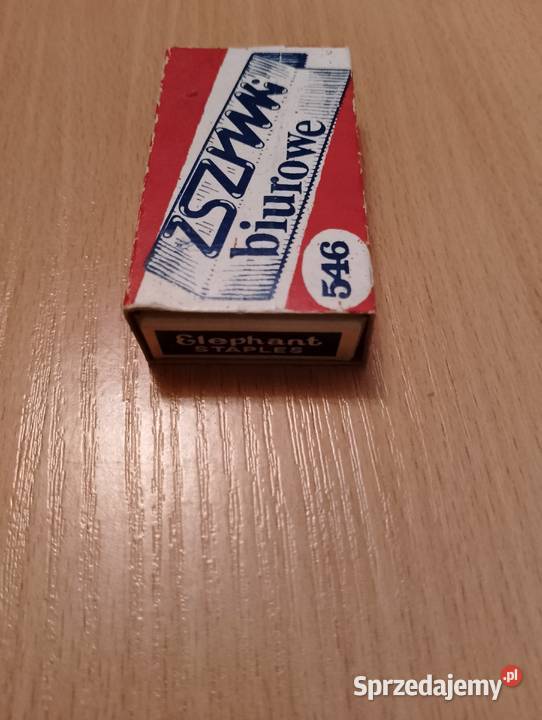 ZSZYWKI
biurowe
546
Elephant
STAPLES
Sprzedajemy.pl